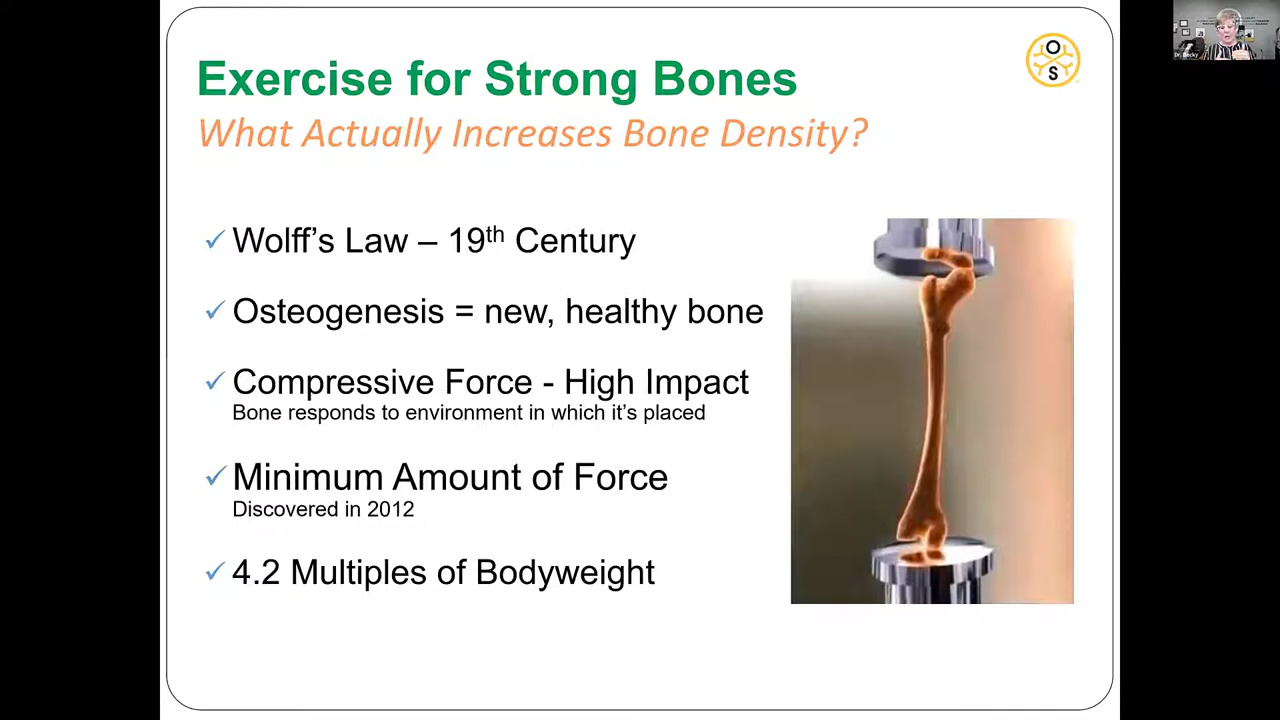 Exercise for Strong Bones
O
S
What Actually Increases Bone Density?
✓ Wolff's Law – 19th Century
✓ Osteogenesis = new, healthy bone
✓ Compressive Force - High Impact
Bone responds to environment in which it's placed
✓ Minimum Amount of Force
Discovered in 2012
✓ 4.2 Multiples of Bodyweight
Dr. Becky